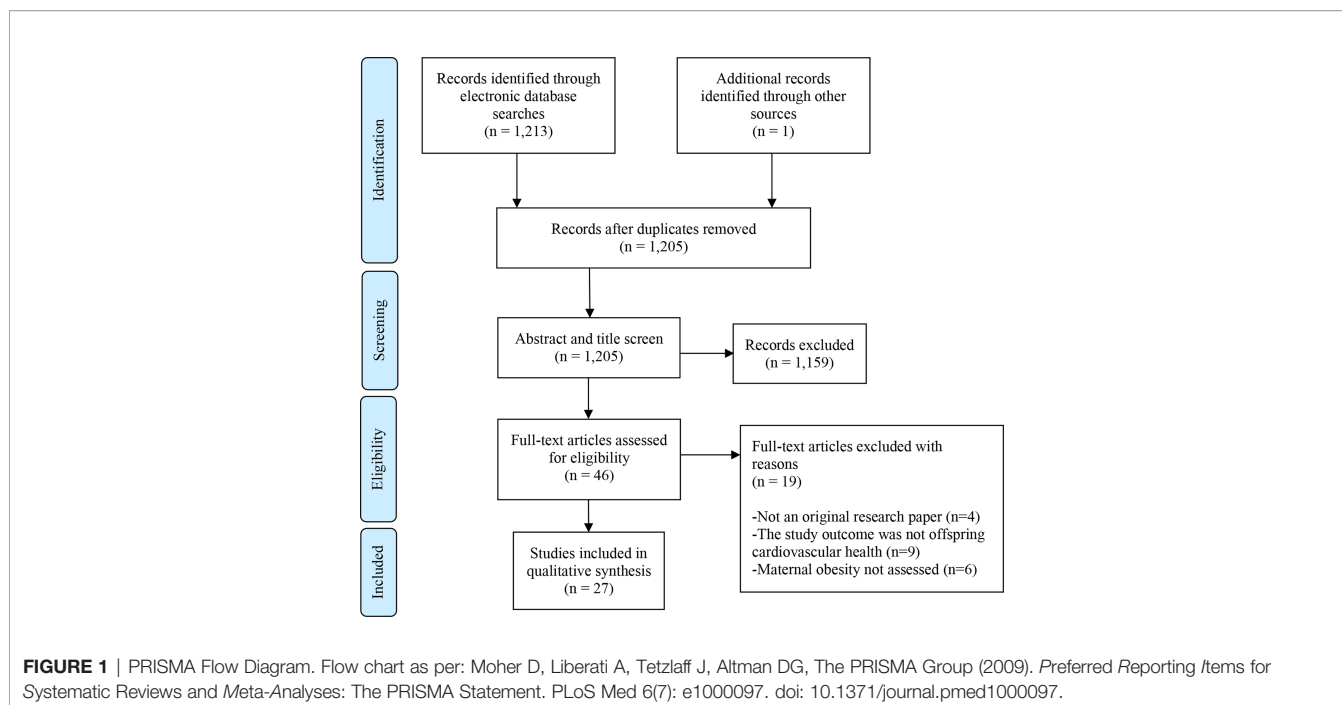 Identification
Records identified through
electronic database
searches
(n = 1,213)
Additional records
identified through other
sources
(n = 1)
Records after duplicates removed
(n = 1,205)
Screening
Abstract and title screen
(n = 1,205)
Records excluded
(n = 1,159)
Eligibility
Full-text articles assessed
for eligibility
(n = 46)
Full-text articles excluded with
reasons
(n = 19)
-Not an original research paper (n=4)
-The study outcome was not offspring
cardiovascular health (n=9)
-Maternal obesity not assessed (n=6)
Included
Studies included in
qualitative synthesis
(n = 27)
FIGURE 1 | PRISMA Flow Diagram. Flow chart as per: Moher D, Liberati A, Tetzlaff J, Altman DG, The PRISMA Group (2009). Preferred Reporting Items for
Systematic Reviews and Meta-Analyses: The PRISMA Statement. PLoS Med 6(7): e1000097. doi: 10.1371/journal.pmed1000097.